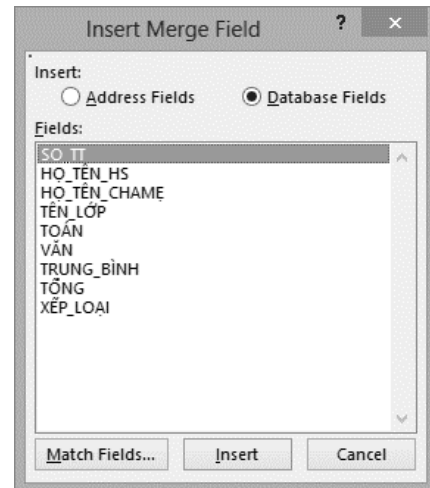 Insert Merge Field ? ×
Insert:
Address Fields Database Fields
Fields:
SO_TT
HỌ_TÊN_HS
HỌ_TÊN_CHAMẸ
TÊN_LỚP
TOÁN
VĂN
TRUNG_BÌNH
TỔNG
XẾP_LOẠI
Match Fields... Insert Cancel